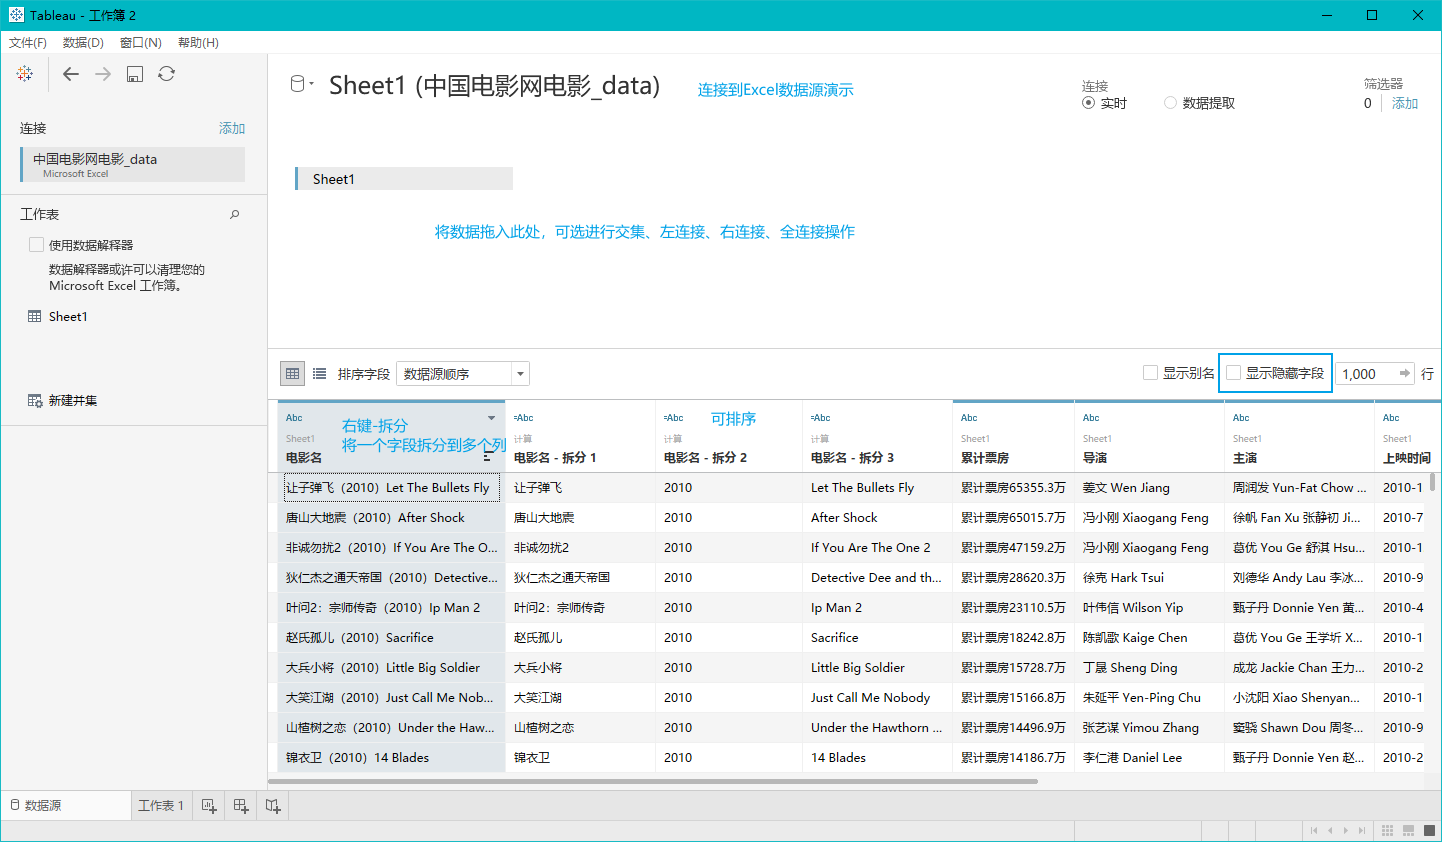 Tableau - 工作簿 2
文件(F) 数据(D) 窗口(N) 帮助(H)
连接 添加
中国电影网电影_data
Microsoft Excel
工作表
使用数据解释器
数据解释器或许可以清理您的
Microsoft Excel 工作簿。
Sheet1
新建并集
Sheet1 (中国电影网电影_data)
连接到Excel数据源演示
连接
实时 数据提取
筛选器
0 添加
Sheet1
将数据拖入此处，可选进行交集、左连接、右连接、全连接操作
排序字段 数据源顺序 显示别名 显示隐藏字段 1,000 行
Abc =Abc =Abc =Abc Abc Abc Abc Abc
右键-拆分
将一个字段拆分到多个列
可排序
Sheet1 计算 计算 计算 Sheet1 Sheet1 Sheet1 Sheet1
电影名 电影名 - 拆分 1 电影名 - 拆分 2 电影名 - 拆分 3 累计票房 导演 主演 上映时间
让子弹飞（2010）Let The Bullets Fly 让子弹飞 2010 Let The Bullets Fly 累计票房65355.3万 姜文 Wen Jiang 周润发 Yun-Fat Chow ... 2010-1
唐山大地震（2010）After Shock 唐山大地震 2010 After Shock 累计票房65015.7万 冯小刚 Xiaogang Feng 徐帆 Fan Xu 张静初 Ji... 2010-7
非诚勿扰2（2010）If You Are The O... 非诚勿扰2 2010 If You Are The One 2 累计票房47159.2万 冯小刚 Xiaogang Feng 葛优 You Ge 舒淇 Hsu... 2010-1
狄仁杰之通天帝国（2010）Detective... 狄仁杰之通天帝国 2010 Detective Dee and th... 累计票房28620.3万 徐克 Hark Tsui 刘德华 Andy Lau 李冰... 2010-9
叶问2：宗师传奇（2010）Ip Man 2 叶问2：宗师传奇 2010 Ip Man 2 累计票房23110.5万 叶伟信 Wilson Yip 甄子丹 Donnie Yen 黄... 2010-4
赵氏孤儿（2010）Sacrifice 赵氏孤儿 2010 Sacrifice 累计票房18242.8万 陈凯歌 Kaige Chen 葛优 You Ge 王学圻 X... 2010-1
大兵小将（2010）Little Big Soldier 大兵小将 2010 Little Big Soldier 累计票房15728.7万 丁晟 Sheng Ding 成龙 Jackie Chan 王力... 2010-2
大笑江湖（2010）Just Call Me Nob... 大笑江湖 2010 Just Call Me Nobody 累计票房15166.8万 朱延平 Yen-Ping Chu 小沈阳 Xiao Shenyan... 2010-1
山楂树之恋（2010）Under the Haw... 山楂树之恋 2010 Under the Hawthorn ... 累计票房14496.9万 张艺谋 Yimou Zhang 窦骁 Shawn Dou 周冬... 2010-9
锦衣卫（2010）14 Blades 锦衣卫 2010 14 Blades 累计票房14186.7万 李仁港 Daniel Lee 甄子丹 Donnie Yen 赵... 2010-2
数据源 工作表 1